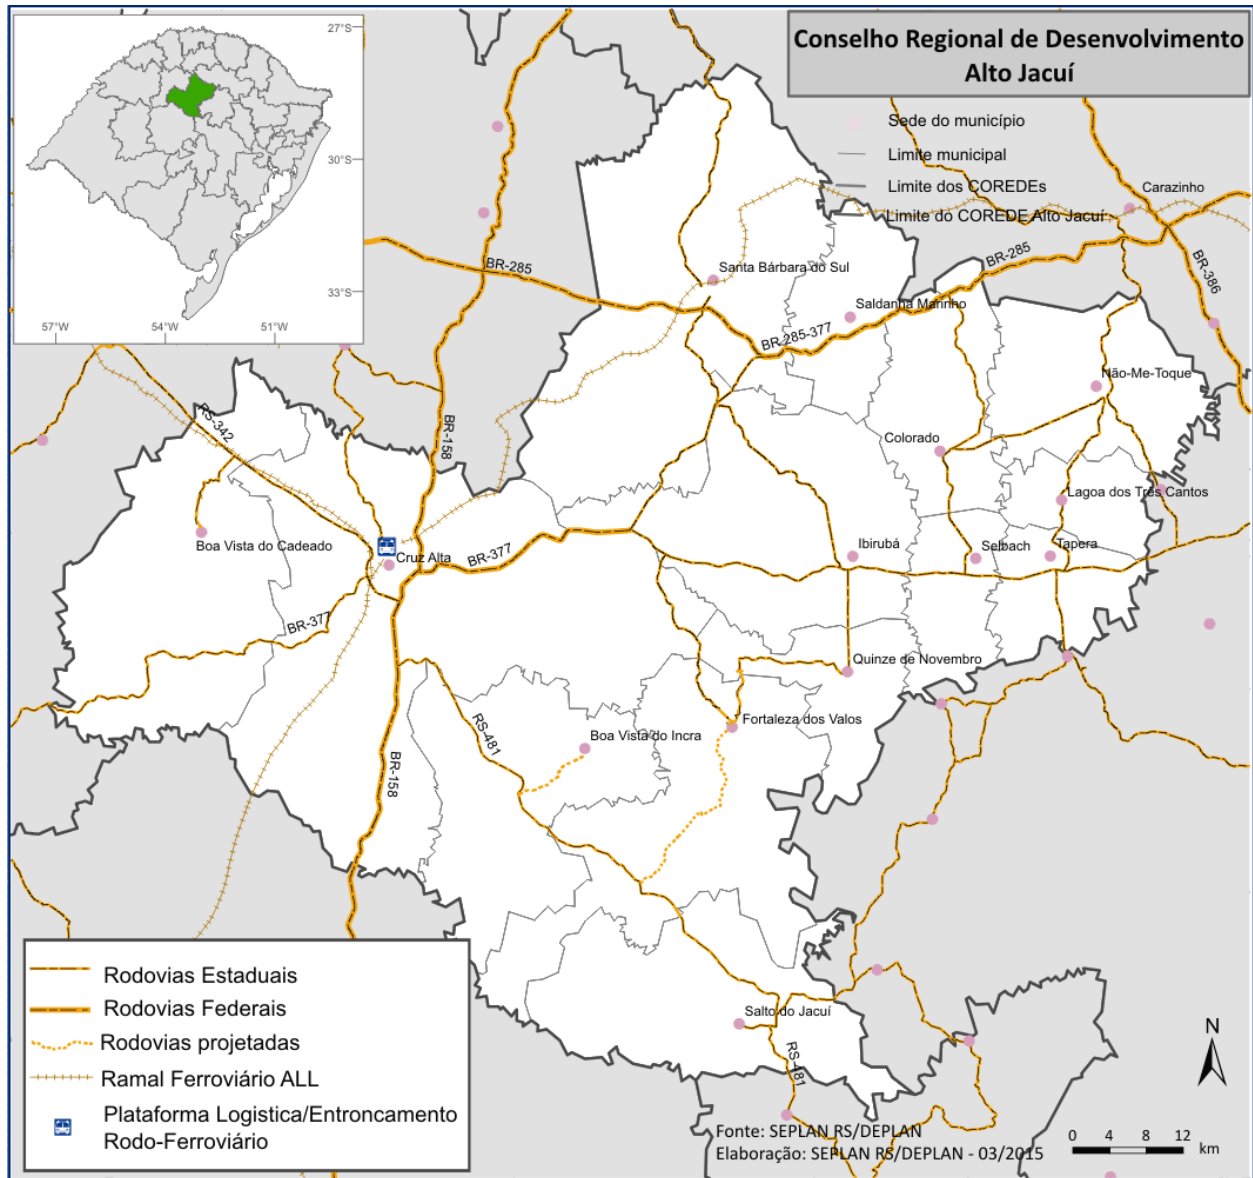 Conselho Regional de Desenvolvimento
Alto Jacuí
27°S
30°S
33°S
57°W
54°W
51°W
Sede do município
Limite municipal
Limite dos COREDEs
Limite do COREDE Alto Jacuí
Carazinho
BR-285
BR-386
BR-285
Santa Bárbara do Sul
Saldanha Marinho
BR-285-377
Não-Me-Toque
RS-342
BR-158
Colorado
Lagoa dos Três Cantos
Boa Vista do Cadeado
Cruz Alta
BR-377
Ibirubá
Selbach
Tapera
BR-377
Quinze de Novembro
RS-481
Boa Vista do Incra
Fortaleza dos Valos
BR-158
Salto do Jacuí
RS-481
Rodovias Estaduais
Rodovias Federais
Rodovias projetadas
Ramal Ferroviário ALL
Plataforma Logistica/Entroncamento
Rodo-Ferroviário
N
Fonte: SEPLAN RS/DEPLAN
Elaboração: SEPLAN RS/DEPLAN - 03/2015
0 4 8 12
km